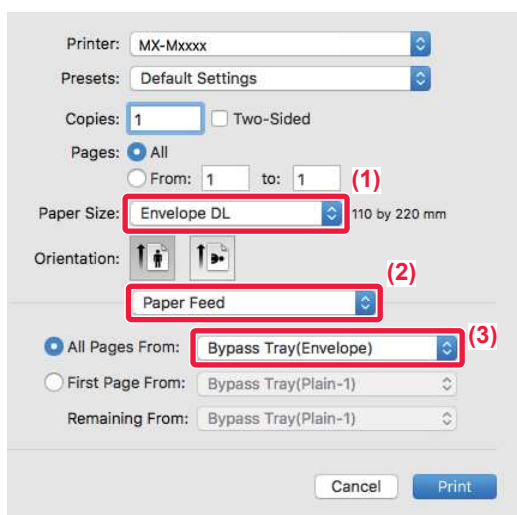 Printer: MX-Mxxxx
Presets: Default Settings
Copies: 1 Two-Sided
Pages: All
From: 1 to: 1 (1)
Paper Size: Envelope DL 110 by 220 mm
Orientation:
(2)
Paper Feed
(3)
All Pages From: Bypass Tray(Envelope)
First Page From: Bypass Tray(Plain-1)
Remaining From: Bypass Tray(Plain-1)
Cancel Print